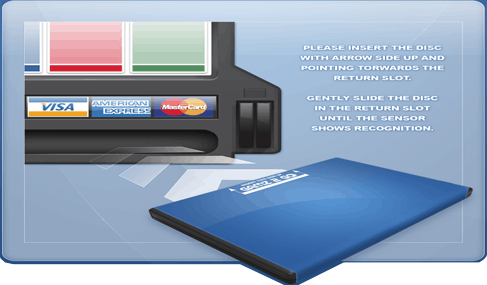 PLEASE INSERT THE DISC
WITH ARROW SIDE UP AND
POINTING TORWARDS THE
RETURN SLOT.
GENTLY SLIDE THE DISC
IN THE RETURN SLOT
UNTIL THE SENSOR
SHOWS RECOGNITION.
VISA
AMERICAN
EXPRESS
MasterCard